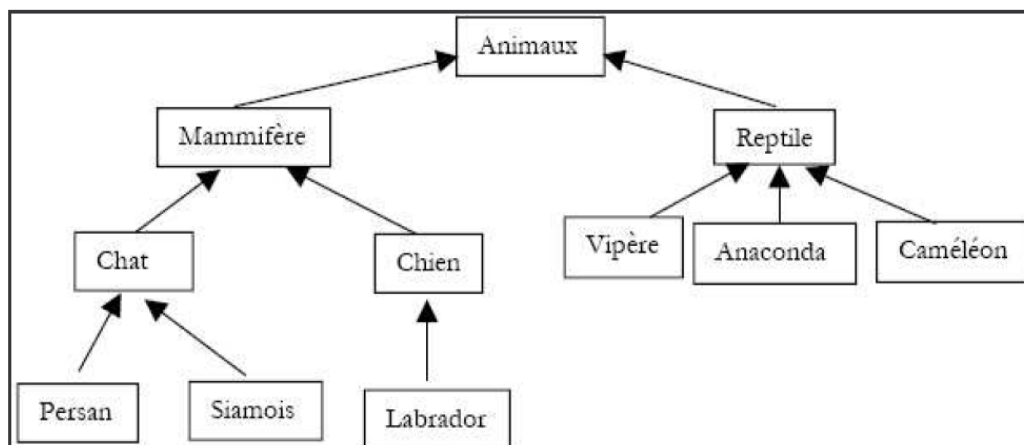 Animaux
Mammifère
Reptile
Chat
Chien
Vipère
Anaconda
Caméléon
Persan
Siamois
Labrador